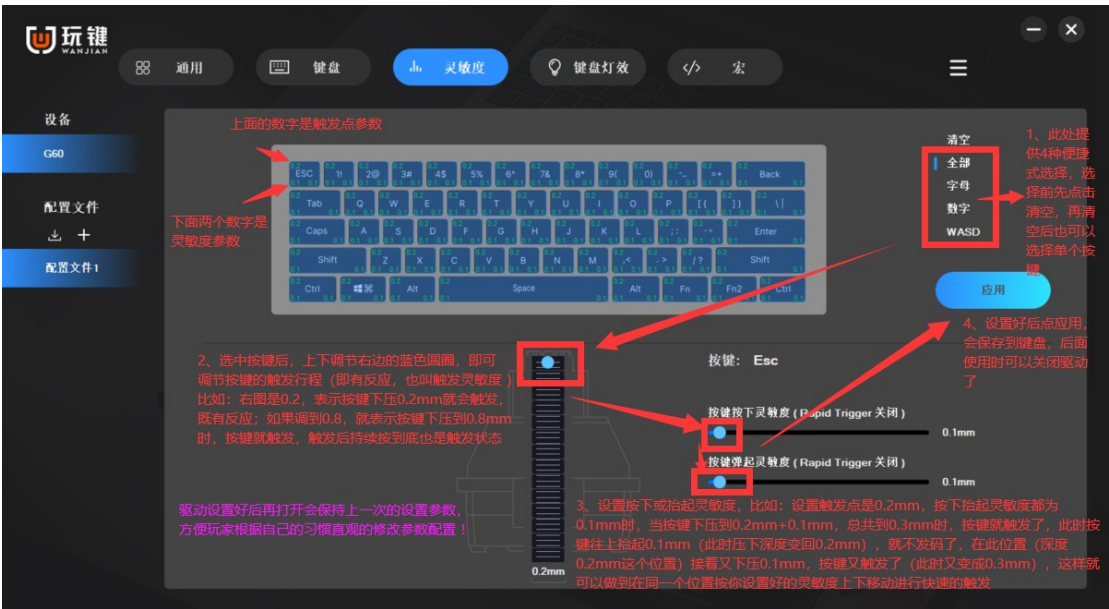 玩键
WANJIAN
通用
键盘
灵敏度
键盘灯效
宏
设备
G60
配置文件
配置文件1
上面的数字是触发点参数
下面两个数字是
灵敏度参数
ESC 1! 2@ 3# 4$ 5% 6^ 7& 8* 9( 0) -_ =+ Back
Tab Q W E R T Y U I O P [{ ]} \|
Caps A S D F G H J K L ;: '" Enter
Shift Z X C V B N M ,< .> /? Shift
Ctrl ⌘ Alt Space Alt Fn Fn2 Ctrl
清空
全部
字母
数字
WASD
应用
1、此处提
供4种便捷
式选择，选
择前先点击
清空，再清
空后也可以
选择单个按
键
4、设置好后点应用，
会保存到键盘，后面
使用时可以关闭驱动
了
2、选中按键后，上下调节右边的蓝色圆圈，即可
调节按键的触发行程（即有反应，也叫触发灵敏度）
比如：右图是0.2，表示按键下压0.2mm就会触发，
既有反应；如果调到0.8，就表示按键下压到0.8mm
时，按键就触发，触发后持续按到底也是触发状态
驱动设置好后再打开会保持上一次的设置参数，
方便玩家根据自己的习惯直观的修改参数配置！
0.2mm
按键： Esc
按键按下灵敏度 ( Rapid Trigger 关闭 )
0.1mm
按键弹起灵敏度 ( Rapid Trigger 关闭 )
0.1mm
3、设置按下或抬起灵敏度，比如：设置触发点是0.2mm，按下抬起灵敏度都为
0.1mm时，当按键下压到0.2mm+0.1mm，总共到0.3mm时，按键就触发了，此时按
键往上抬起0.1mm（此时压下深度变回0.2mm），就不发码了，在此位置（深度
0.2mm这个位置）接着又下压0.1mm，按键又触发了（此时又变成0.3mm），这样就
可以做到在同一个位置按你设置好的灵敏度上下移动进行快速的触发